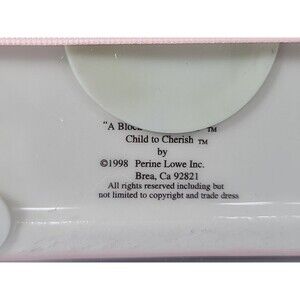 "A Block
TM
Child to Cherish TM
by
©1998 Perine Lowe Inc.
Brea, Ca 92821
All rights reserved including but
not limited to copyright and trade dress